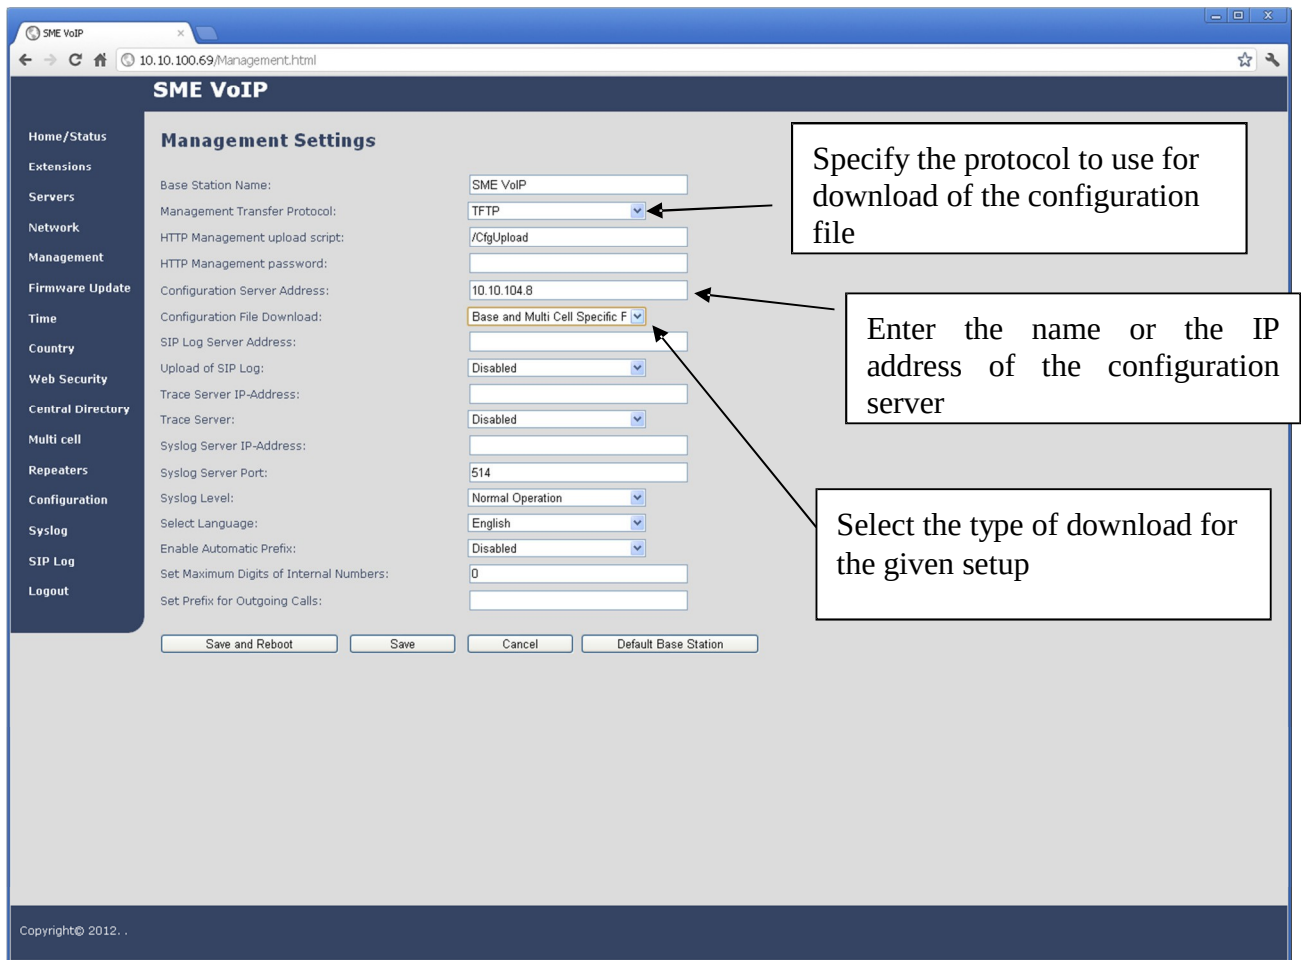 SME VoIP
10.10.100.69/Management.html
SME VoIP
Home/Status
Extensions
Servers
Network
Management
Firmware Update
Time
Country
Web Security
Central Directory
Multi cell
Repeaters
Configuration
Syslog
SIP Log
Logout
Management Settings
Base Station Name: SME VoIP
Management Transfer Protocol: TFTP
HTTP Management upload script: /CfgUpload
HTTP Management password:
Configuration Server Address: 10.10.104.8
Configuration File Download: Base and Multi Cell Specific F
SIP Log Server Address:
Upload of SIP Log: Disabled
Trace Server IP-Address:
Trace Server: Disabled
Syslog Server IP-Address:
Syslog Server Port: 514
Syslog Level: Normal Operation
Select Language: English
Enable Automatic Prefix: Disabled
Set Maximum Digits of Internal Numbers: 0
Set Prefix for Outgoing Calls:
Save and Reboot Save Cancel Default Base Station
Specify the protocol to use for
download of the configuration
file
Enter the name or the IP
address of the configuration
server
Select the type of download for
the given setup
Copyright© 2012. .